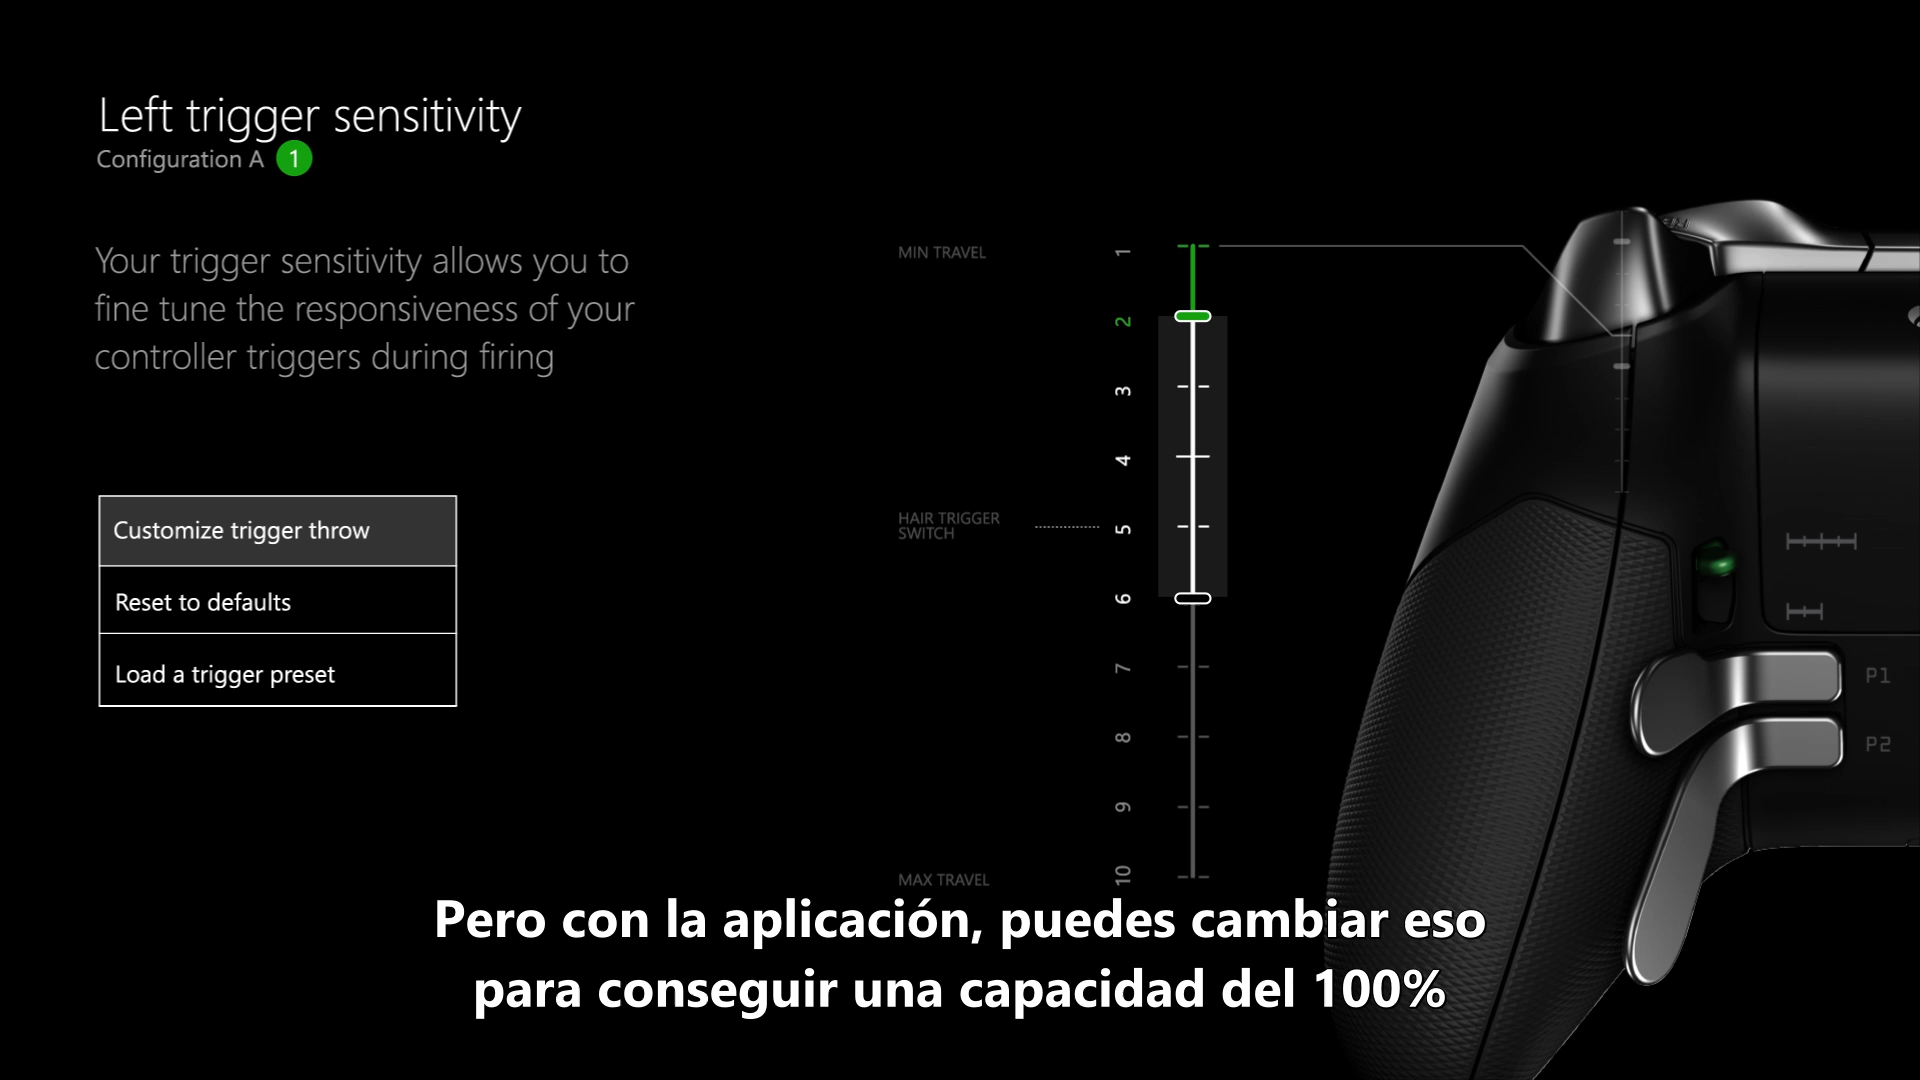 Left trigger sensitivity
Configuration A 1
Your trigger sensitivity allows you to
fine tune the responsiveness of your
controller triggers during firing
Customize trigger throw
Reset to defaults
Load a trigger preset
MIN TRAVEL
1
2
3
4
HAIR TRIGGER
SWITCH
5
6
7
8
9
10
MAX TRAVEL
P1
P2
Pero con la aplicación, puedes cambiar eso
para conseguir una capacidad del 100%